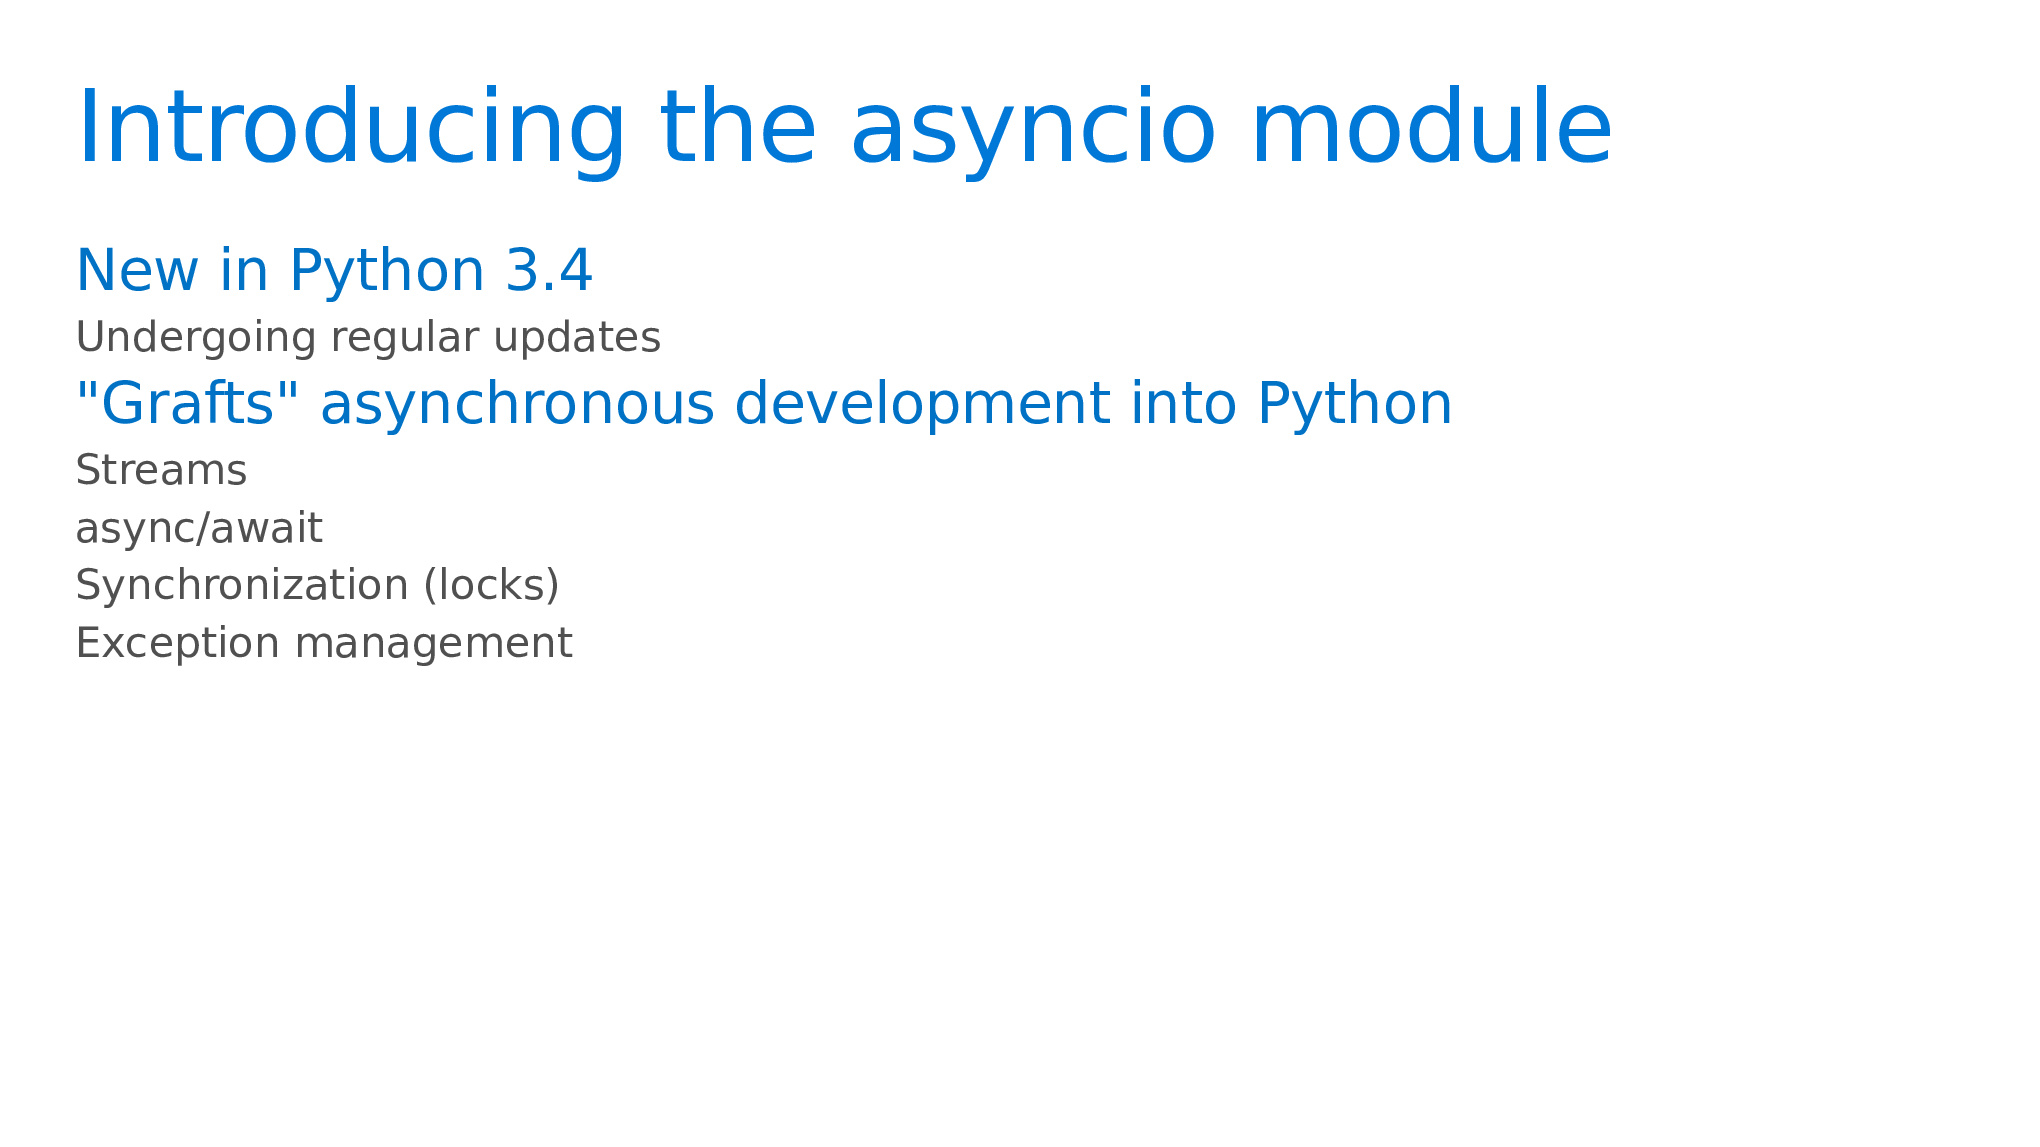 Introducing the asyncio module
New in Python 3.4
Undergoing regular updates
"Grafts" asynchronous development into Python
Streams
async/await
Synchronization (locks)
Exception management